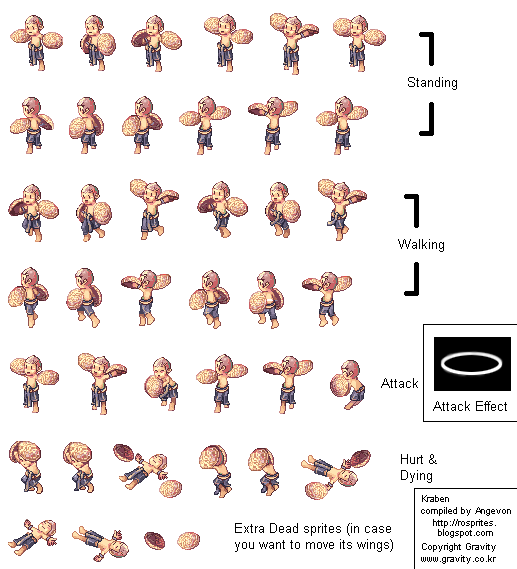 Standing
Walking
Attack
Attack Effect
Hurt &
Dying
Extra Dead sprites (in case
you want to move its wings)
Kraben
compiled by Angevon
http://rosprites.
blogspot.com
Copyright Gravity
www.gravity.co.kr